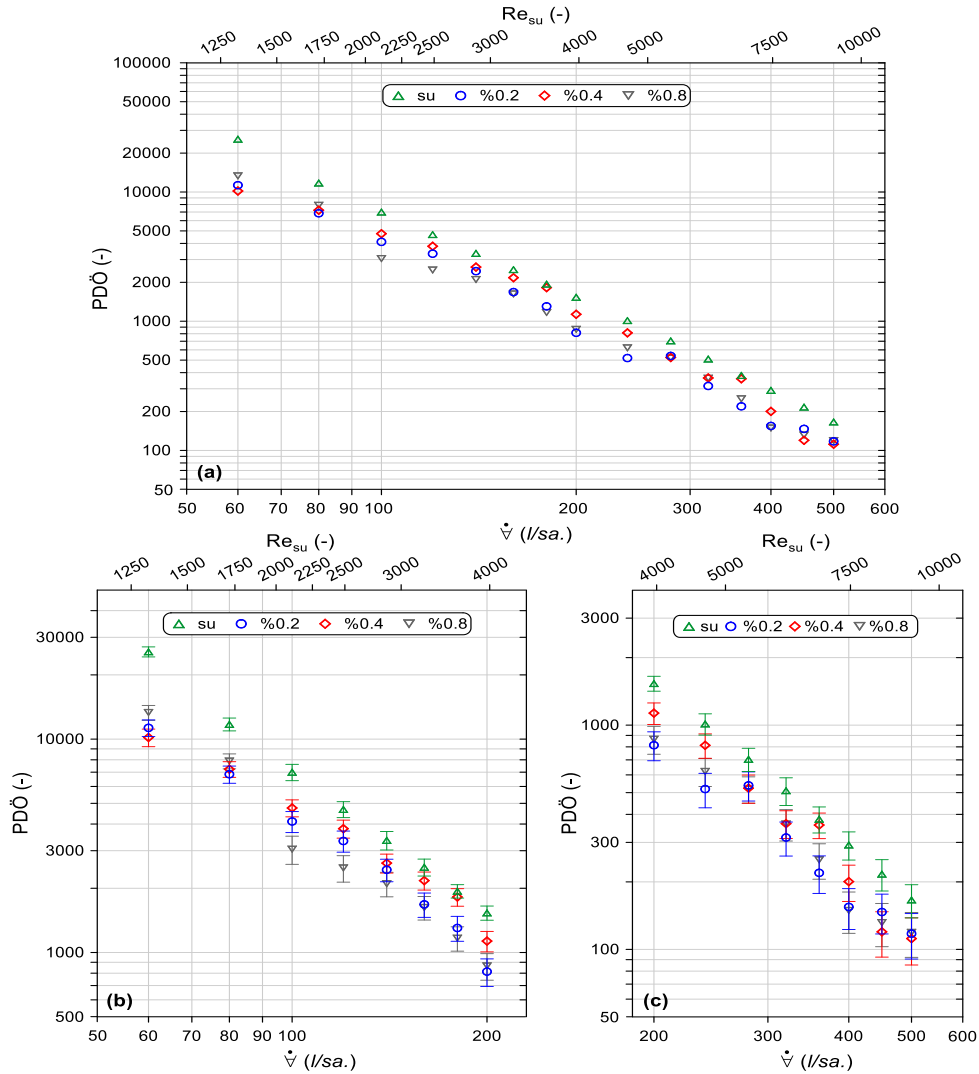 Re_su (-)
1250 1500 1750 2000 2250 2500 3000 4000 5000 7500 10000
100000
su %0.2 %0.4 %0.8
50000
20000
10000
5000
PDÖ (-)
2000
1000
500
200
100
(a)
50
50 60 70 80 90 100 200 300 400 500 600
V̇ (l/sa.)
Re_su (-)
1250 1500 1750 2000 2250 2500 3000 4000
su %0.2 %0.4 %0.8
30000
10000
PDÖ (-)
3000
1000
(b)
500
50 60 70 80 90 100 200
V̇ (l/sa.)
Re_su (-)
4000 5000 7500 10000
3000
su %0.2 %0.4 %0.8
1000
PDÖ (-)
300
100
(c)
50
200 300 400 500 600
V̇ (l/sa.)